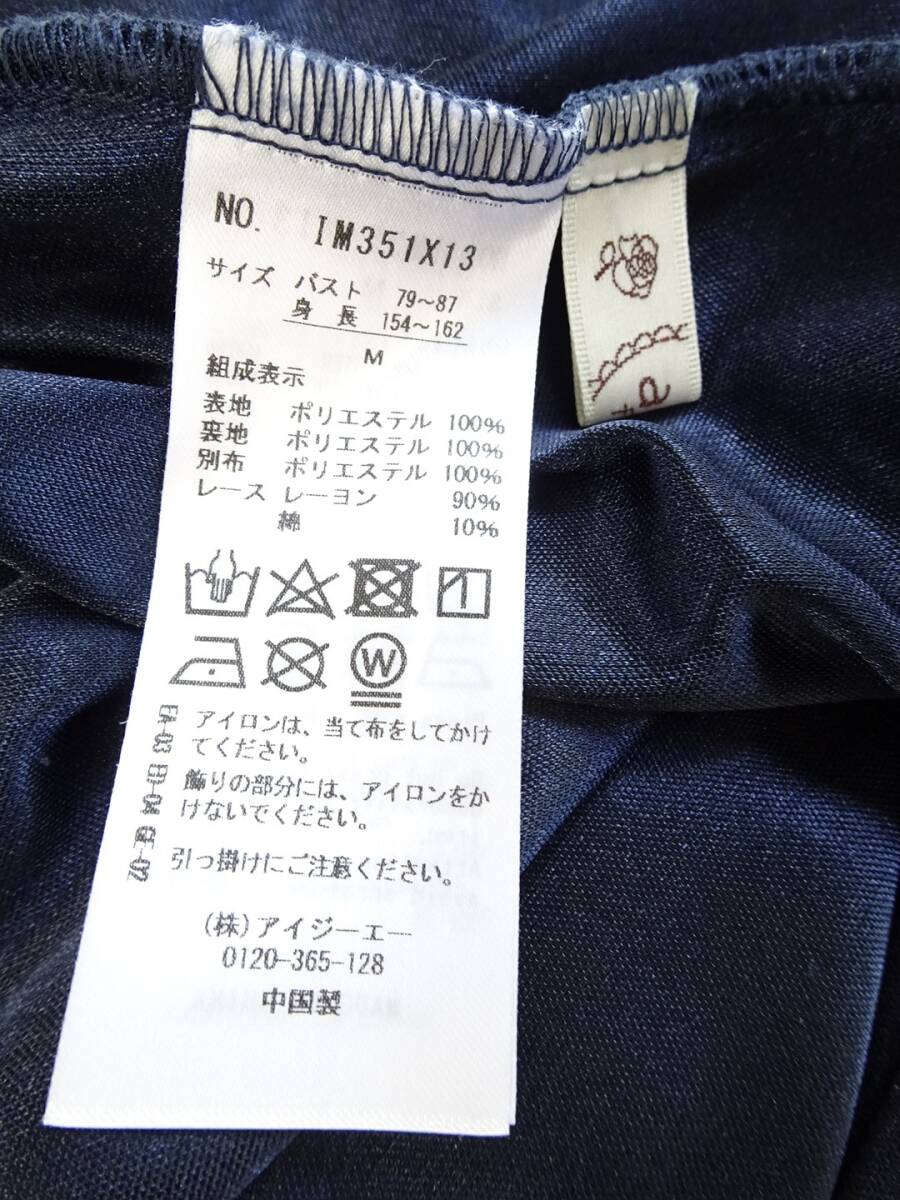 NO. IM351X13
サイズ バスト 79~87
身長 154~162
M
組成表示
表地 ポリエステル 100%
裏地 ポリエステル 100%
別布 ポリエステル 100%
レース レーヨン 90%
綿 10%
W
アイロンは、当て布をしてかけ
てください。
飾りの部分には、アイロンをか
けないでください。
引っ掛けにご注意ください。
(株)アイジーエー
0120-365-128
中国製